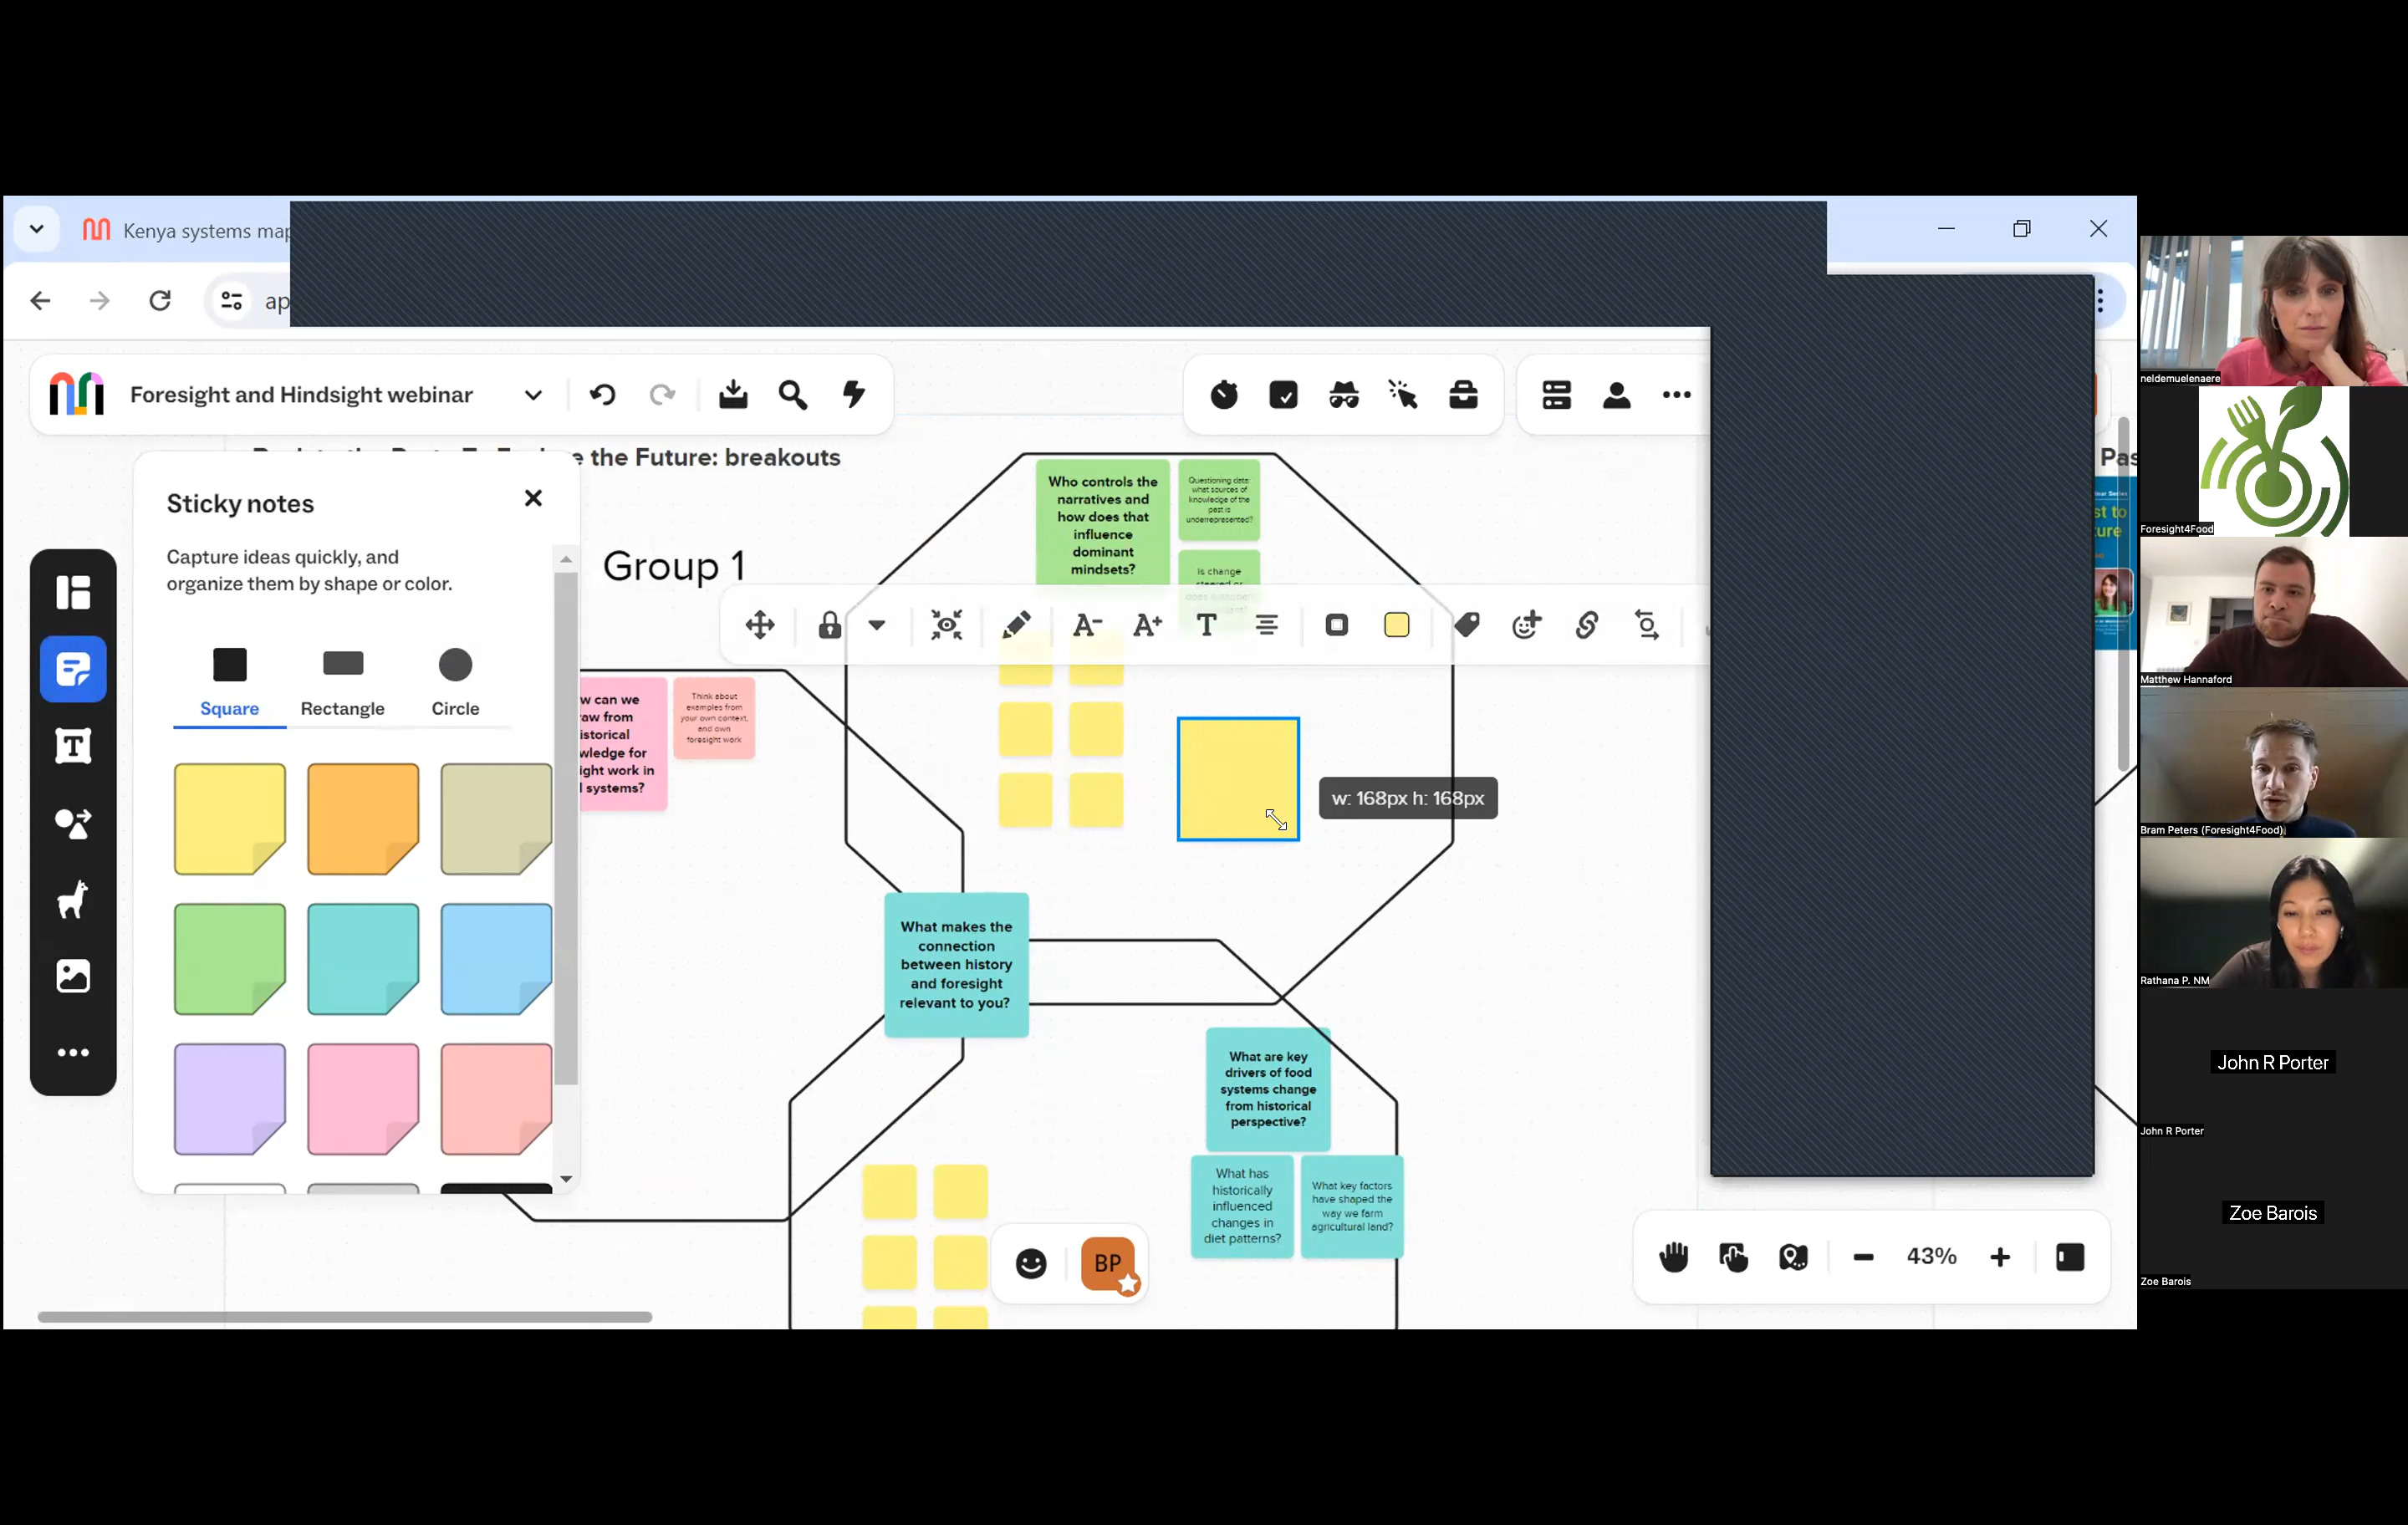 Kenya systems map
ap
Foresight and Hindsight webinar
e the Future: breakouts
Pas
Sticky notes
Capture ideas quickly, and
organize them by shape or color.
Square
Rectangle
Circle
Group 1
Who controls the
narratives and
how does that
influence
dominant
mindsets?
Questioning data:
what sources of
knowledge of the
past is
underrepresented?
Is change
w can we
aw from
istorical
wledge for
ight work in
l systems?
Think about
examples from
your own context,
and own
foresight work
w: 168px h: 168px
What makes the
connection
between history
and foresight
relevant to you?
What are key
drivers of food
systems change
from historical
perspective?
What has
historically
influenced
changes in
diet patterns?
What key factors
have shaped the
way we farm
agricultural land?
BP
43%
inar Series
st to
ure
neldemuelenaere
Foresight4Food
Matthew Hannaford
Bram Peters (Foresight4Food)
Rathana P. NM
John R Porter
John R Porter
Zoe Barois
Zoe Barois